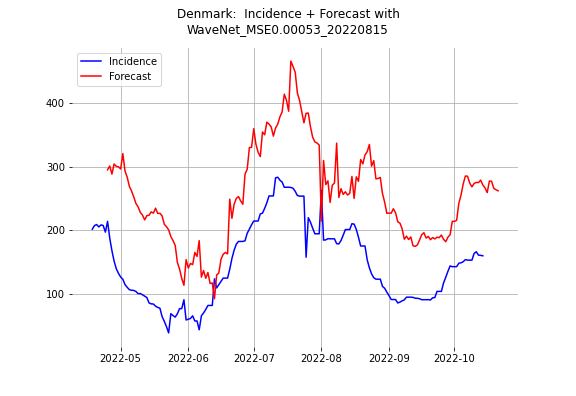 Denmark:  Incidence + Forecast with
WaveNet_MSE0.00053_20220815
Incidence
Forecast
400
300
200
100
2022-05
2022-06
2022-07
2022-08
2022-09
2022-10